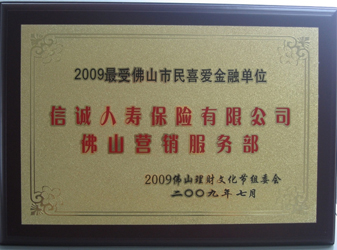 2009最受佛山市民喜爱金融单位
信诚人寿保险有限公司
佛山营销服务部
2009佛山理财文化节组委会
二〇〇九年七月